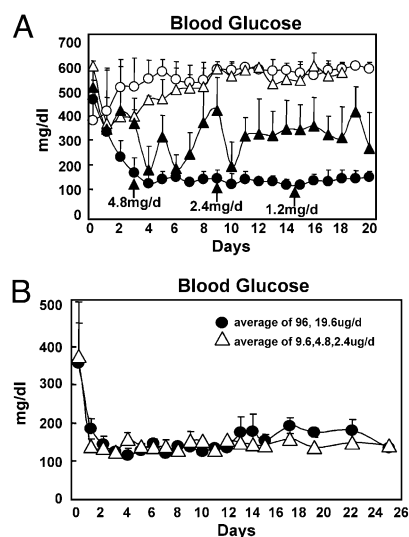 A
Blood Glucose
mg/dl
700
600
500
400
300
200
100
0
4.8mg/d
2.4mg/d
1.2mg/d
0 2 4 6 8 10 12 14 16 18 20
Days
B
Blood Glucose
mg/dl
500
400
300
200
100
0
average of 96, 19.6ug/d
average of 9.6,4.8,2.4ug/d
0 2 4 6 8 10 12 14 16 18 20 22 24 26
Days